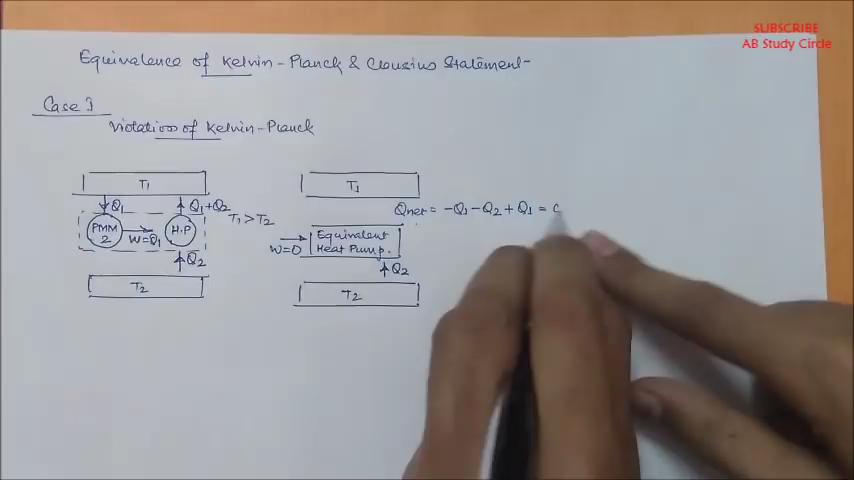 SUBSCRIBE
AB Study Circle
Equivalence of Kelvin-Planck & Clausius Statement-
Case I
Violation of Kelvin-Planck
T1
T1
Q1
Q1+Q2
T1 > T2
Qnet = -Q1 - Q2 + Q1 =
PMM
2
W=Q1
H.P
W=0
Equivalent
Heat Pump.
Q2
Q2
T2
T2